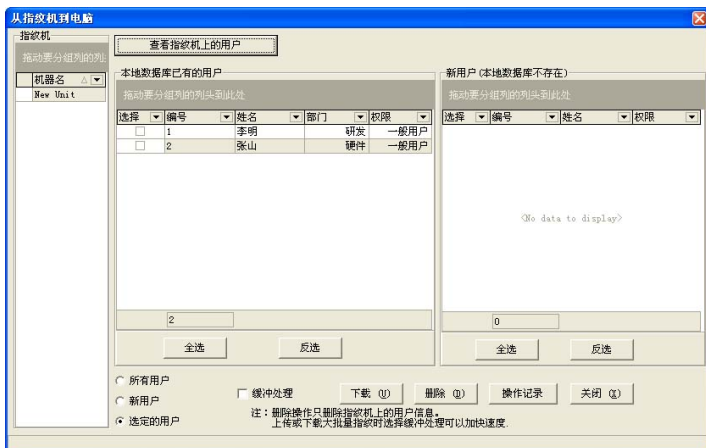 从指纹机到电脑
指纹机
查看指纹机上的用户
拖动要分组列的列
机器名
New Unit
本地数据库已有的用户
拖动要分组列的列头到此处
选择 编号 姓名 部门 权限
1 李明 研发 一般用户
2 张山 硬件 一般用户
2
全选 反选
新用户(本地数据库不存在)
拖动要分组列的列头到此处
选择 编号 姓名 权限
<No data to display>
0
全选 反选
所有用户
新用户
选定的用户
缓冲处理 下载 (U) 删除 (D) 操作记录 关闭 (X)
注：删除操作只删除指纹机上的用户信息。
上传或下载大批量指纹时选择缓冲处理可以加快速度.